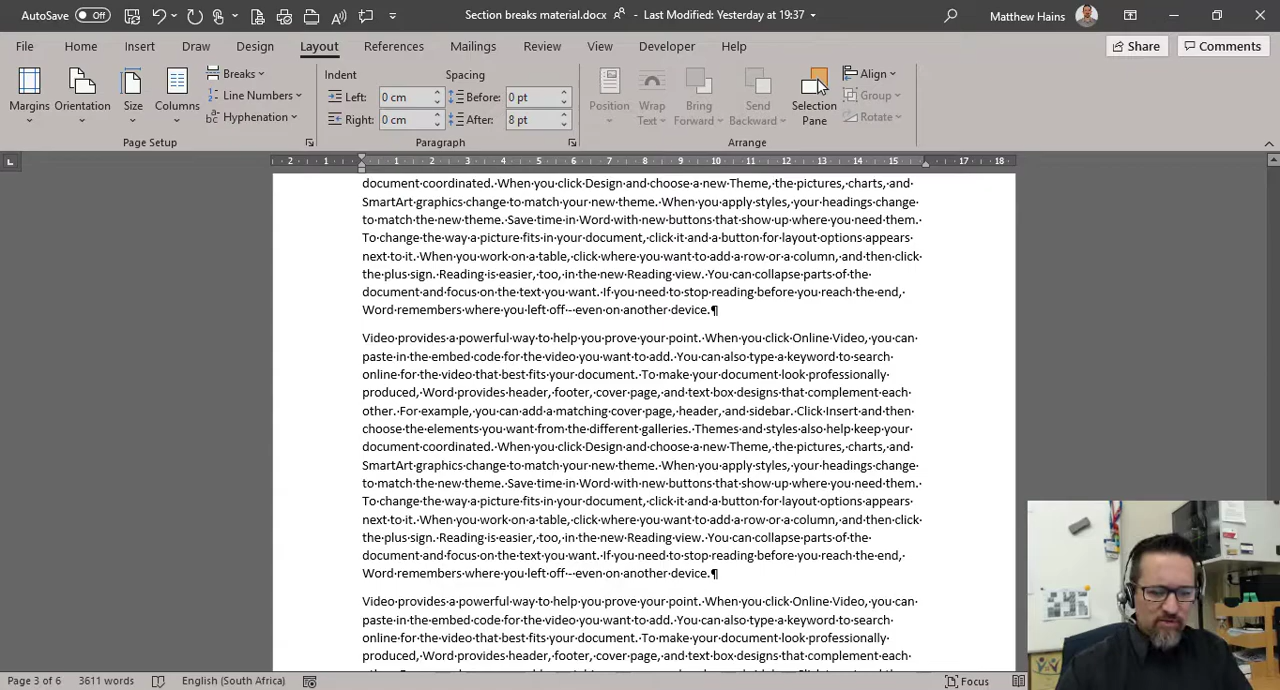 AutoSave Off Section breaks material.docx - Last Modified: Yesterday at 19:37 Matthew Hains
File Home Insert Draw Design Layout References Mailings Review View Developer Help Share Comments
Margins Orientation Size Columns Breaks Line Numbers Hyphenation
Page Setup
Indent Spacing
Left: 0 cm Before: 0 pt
Right: 0 cm After: 8 pt
Paragraph
Position Wrap Text Bring Forward Send Backward Selection Pane Align Group Rotate
Arrange
2 1 1 2 3 4 5 6 7 8 9 10 11 12 13 14 15 17 18
document·coordinated.·When·you·click·Design·and·choose·a·new·Theme,·the·pictures,·charts,·and·
SmartArt·graphics·change·to·match·your·new·theme.·When·you·apply·styles,·your·headings·change·
to·match·the·new·theme.·Save·time·in·Word·with·new·buttons·that·show·up·where·you·need·them.·
To·change·the·way·a·picture·fits·in·your·document,·click·it·and·a·button·for·layout·options·appears·
next·to·it.·When·you·work·on·a·table,·click·where·you·want·to·add·a·row·or·a·column,·and·then·click·
the·plus·sign.·Reading·is·easier,·too,·in·the·new·Reading·view.·You·can·collapse·parts·of·the·
document·and·focus·on·the·text·you·want.·If·you·need·to·stop·reading·before·you·reach·the·end,·
Word·remembers·where·you·left·off·-·even·on·another·device.¶
Video·provides·a·powerful·way·to·help·you·prove·your·point.·When·you·click·Online·Video,·you·can·
paste·in·the·embed·code·for·the·video·you·want·to·add.·You·can·also·type·a·keyword·to·search·
online·for·the·video·that·best·fits·your·document.·To·make·your·document·look·professionally·
produced,·Word·provides·header,·footer,·cover·page,·and·text·box·designs·that·complement·each·
other.·For·example,·you·can·add·a·matching·cover·page,·header,·and·sidebar.·Click·Insert·and·then·
choose·the·elements·you·want·from·the·different·galleries.·Themes·and·styles·also·help·keep·your·
document·coordinated.·When·you·click·Design·and·choose·a·new·Theme,·the·pictures,·charts,·and·
SmartArt·graphics·change·to·match·your·new·theme.·When·you·apply·styles,·your·headings·change·
to·match·the·new·theme.·Save·time·in·Word·with·new·buttons·that·show·up·where·you·need·them.·
To·change·the·way·a·picture·fits·in·your·document,·click·it·and·a·button·for·layout·options·appears·
next·to·it.·When·you·work·on·a·table,·click·where·you·want·to·add·a·row·or·a·column,·and·then·click·
the·plus·sign.·Reading·is·easier,·too,·in·the·new·Reading·view.·You·can·collapse·parts·of·the·
document·and·focus·on·the·text·you·want.·If·you·need·to·stop·reading·before·you·reach·the·end,·
Word·remembers·where·you·left·off·-·even·on·another·device.¶
Video·provides·a·powerful·way·to·help·you·prove·your·point.·When·you·click·Online·Video,·you·can·
paste·in·the·embed·code·for·the·video·you·want·to·add.·You·can·also·type·a·keyword·to·search·
online·for·the·video·that·best·fits·your·document.·To·make·your·document·look·professionally·
produced,·Word·provides·header,·footer,·cover·page,·and·text·box·designs·that·complement·each·
Page 3 of 6 3611 words English (South Africa) Focus